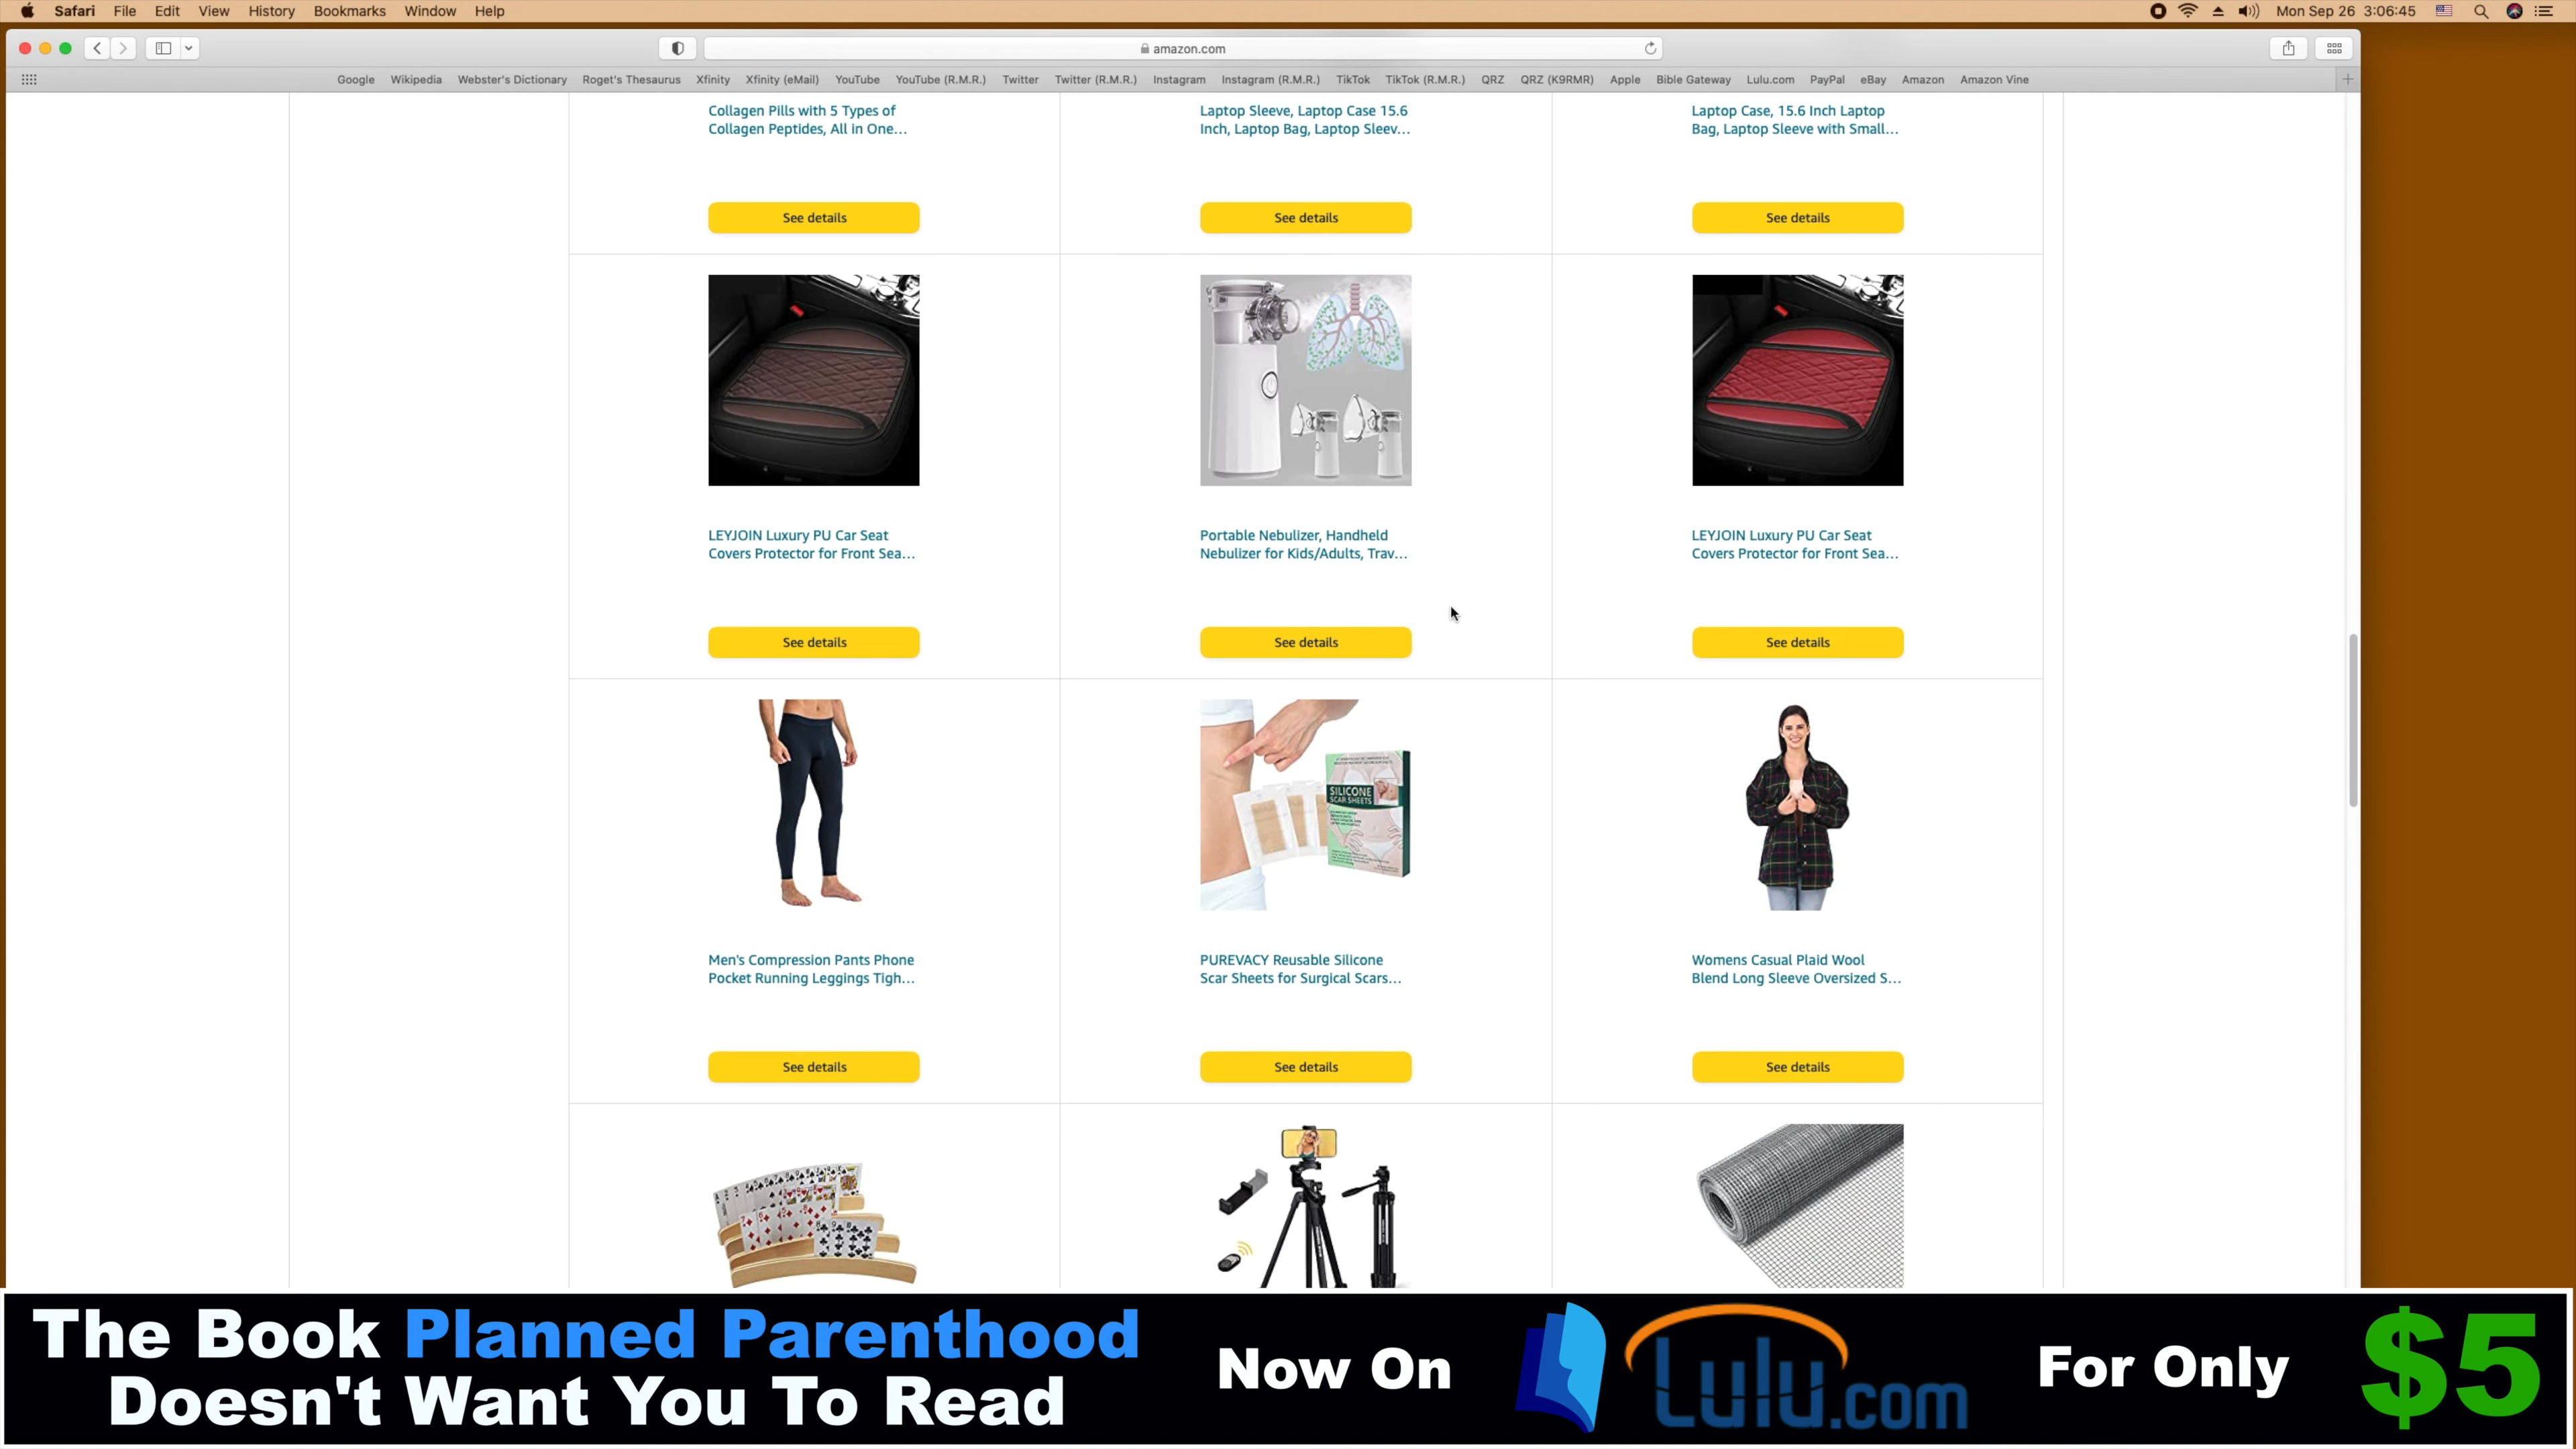 Safari File Edit View History Bookmarks Window Help
Mon Sep 26 3:06:45
amazon.com
Google Wikipedia Webster's Dictionary Roget's Thesaurus Xfinity Xfinity (eMail) YouTube YouTube (R.M.R.) Twitter Twitter (R.M.R.) Instagram Instagram (R.M.R.) TikTok TikTok (R.M.R.) QRZ QRZ (K9RMR) Apple Bible Gateway Lulu.com PayPal eBay Amazon Amazon Vine
Collagen Pills with 5 Types of
Collagen Peptides, All in One...
Laptop Sleeve, Laptop Case 15.6
Inch, Laptop Bag, Laptop Sleev...
Laptop Case, 15.6 Inch Laptop
Bag, Laptop Sleeve with Small...
See details
See details
See details
LEYJOIN Luxury PU Car Seat
Covers Protector for Front Sea...
Portable Nebulizer, Handheld
Nebulizer for Kids/Adults, Trav...
LEYJOIN Luxury PU Car Seat
Covers Protector for Front Sea...
See details
See details
See details
SILICONE
SCAR SHEETS
Men's Compression Pants Phone
Pocket Running Leggings Tigh...
PUREVACY Reusable Silicone
Scar Sheets for Surgical Scars...
Womens Casual Plaid Wool
Blend Long Sleeve Oversized S...
See details
See details
See details
The Book Planned Parenthood
Doesn't Want You To Read
Now On
Lulu.com
For Only
$5